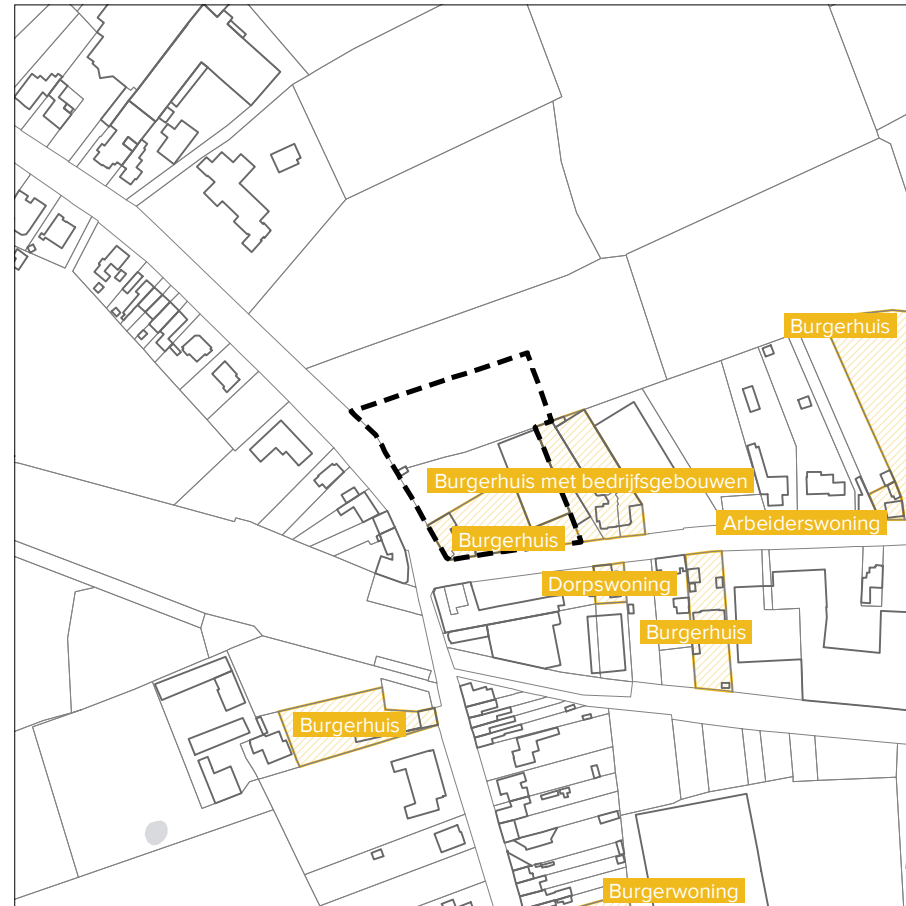 Burgerhuis
Burgerhuis met bedrijfsgebouwen
Arbeiderswoning
Burgerhuis
Dorpswoning
Burgerhuis
Burgerhuis
Burgerwoning